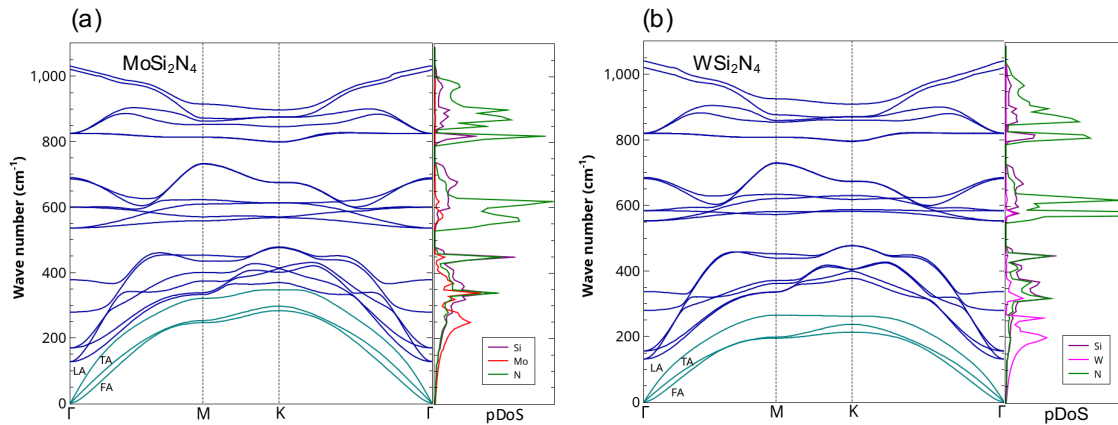 (a)
MoSi₂N₄
Wave number (cm⁻¹)
1,000
800
600
400
200
0
LA
TA
FA
Γ
M
K
Γ
Si
Mo
N
pDoS
(b)
WSi₂N₄
Wave number (cm⁻¹)
1,000
800
600
400
200
0
LA
TA
FA
Γ
M
K
Γ
Si
W
N
pDoS